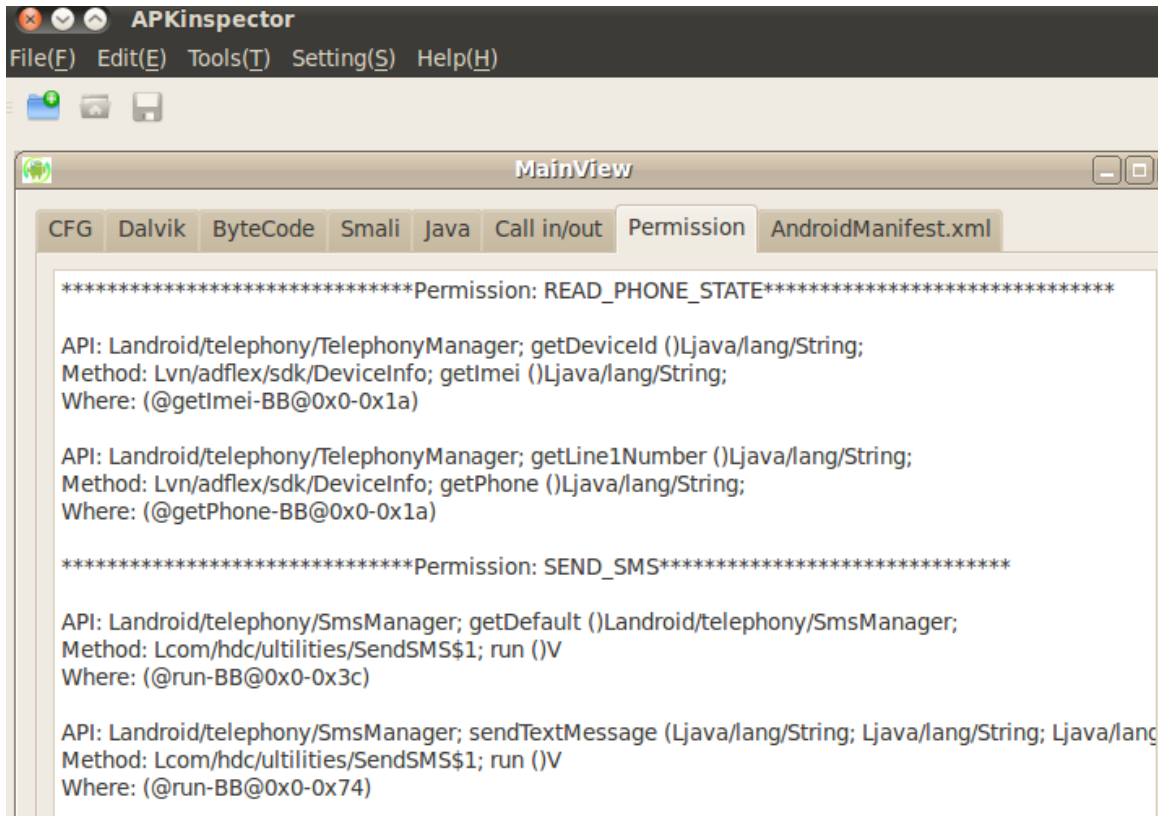 APKinspector
File(F) Edit(E) Tools(T) Setting(S) Help(H)
MainView
CFG Dalvik ByteCode Smali Java Call in/out Permission AndroidManifest.xml
*******************************Permission: READ_PHONE_STATE*******************************
API: Landroid/telephony/TelephonyManager; getDeviceId ()Ljava/lang/String;
Method: Lvn/adflex/sdk/DeviceInfo; getImei ()Ljava/lang/String;
Where: (@getImei-BB@0x0-0x1a)
API: Landroid/telephony/TelephonyManager; getLine1Number ()Ljava/lang/String;
Method: Lvn/adflex/sdk/DeviceInfo; getPhone ()Ljava/lang/String;
Where: (@getPhone-BB@0x0-0x1a)
*******************************Permission: SEND_SMS*******************************
API: Landroid/telephony/SmsManager; getDefault ()Landroid/telephony/SmsManager;
Method: Lcom/hdc/ultilities/SendSMS$1; run ()V
Where: (@run-BB@0x0-0x3c)
API: Landroid/telephony/SmsManager; sendTextMessage (Ljava/lang/String; Ljava/lang/String; Ljava/lang
Method: Lcom/hdc/ultilities/SendSMS$1; run ()V
Where: (@run-BB@0x0-0x74)